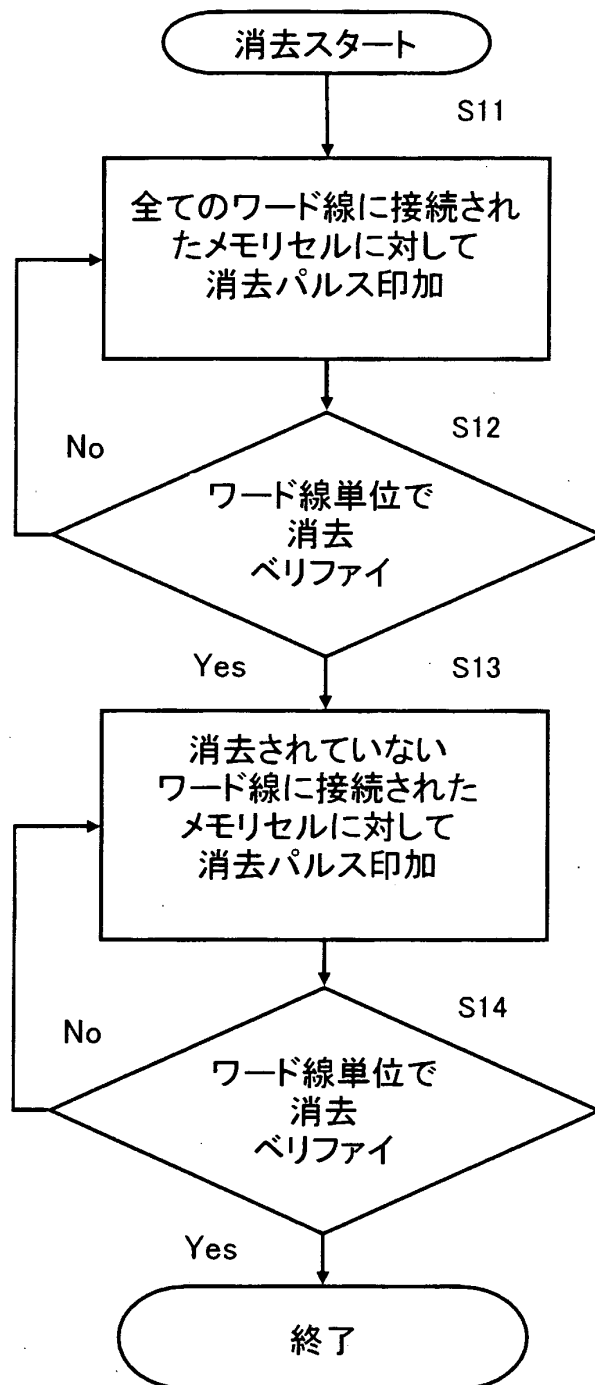 消去スタート
S11
全てのワード線に接続され
たメモリセルに対して
消去パルス印加
S12
No
ワード線単位で
消去
ベリファイ
Yes
S13
消去されていない
ワード線に接続された
メモリセルに対して
消去パルス印加
S14
No
ワード線単位で
消去
ベリファイ
Yes
終了